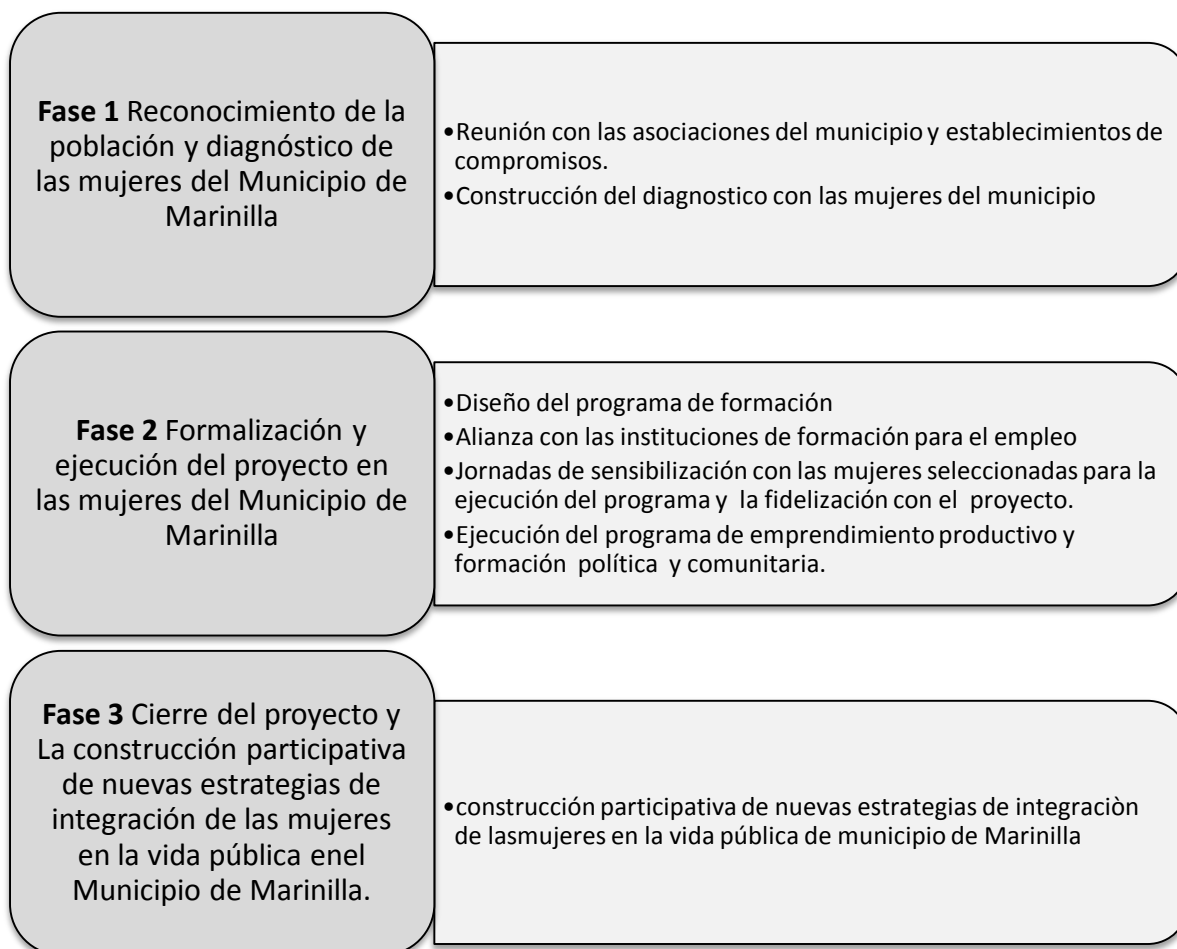 Fase 1 Reconocimiento de la
población y diagnóstico de
las mujeres del Municipio de
Marinilla
•Reunión con las asociaciones del municipio y establecimientos de
compromisos.
•Construcción del diagnostico con las mujeres del municipio
Fase 2 Formalización y
ejecución del proyecto en
las mujeres del Municipio de
Marinilla
•Diseño del programa de formación
•Alianza con las instituciones de formación para el empleo
•Jornadas de sensibilización con las mujeres seleccionadas para la
ejecución del programa y la fidelización con el proyecto.
•Ejecución del programa de emprendimiento productivo y
formación política y comunitaria.
Fase 3 Cierre del proyecto y
La construcción participativa
de nuevas estrategias de
integración de las mujeres
en la vida pública enel
Municipio de Marinilla.
•construcción participativa de nuevas estrategias de integraciòn
de lasmujeres en la vida pública de municipio de Marinilla